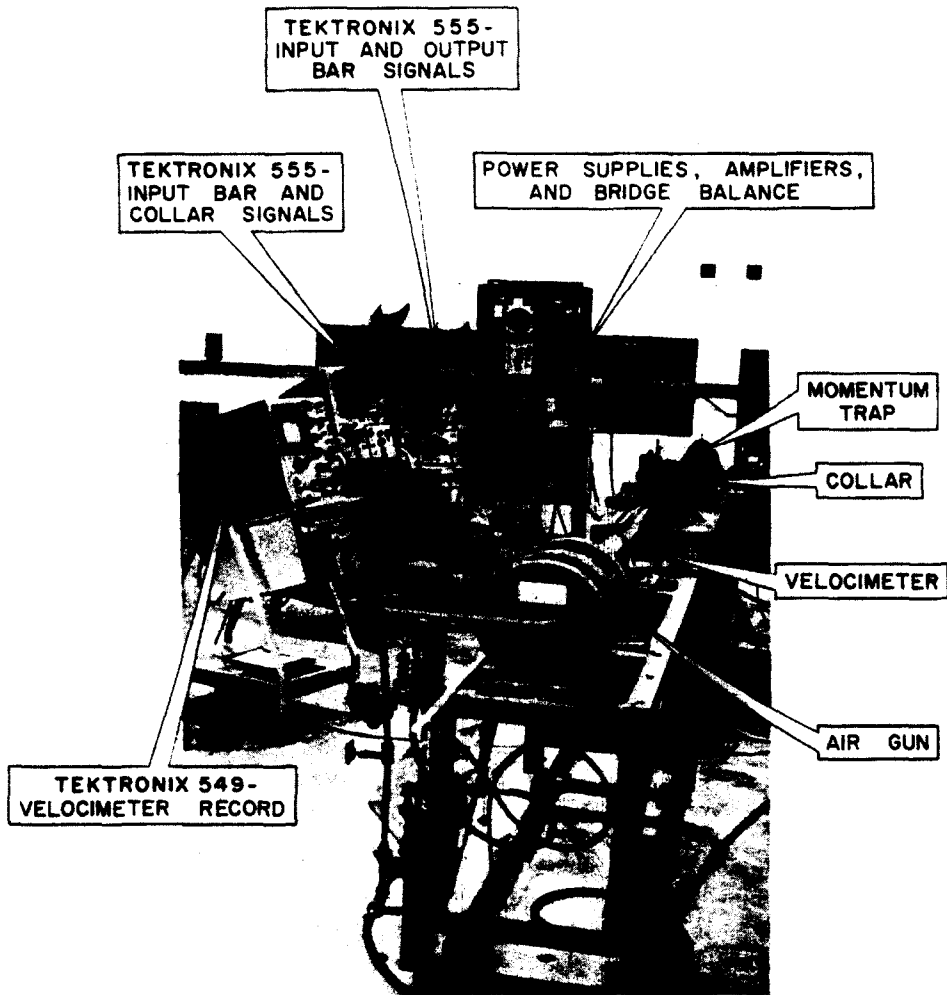 TEKTRONIX 555-
INPUT AND OUTPUT
BAR SIGNALS
TEKTRONIX 555-
INPUT BAR AND
COLLAR SIGNALS
POWER SUPPLIES, AMPLIFIERS,
AND BRIDGE BALANCE
MOMENTUM
TRAP
COLLAR
VELOCIMETER
AIR GUN
TEKTRONIX 549-
VELOCIMETER RECORD